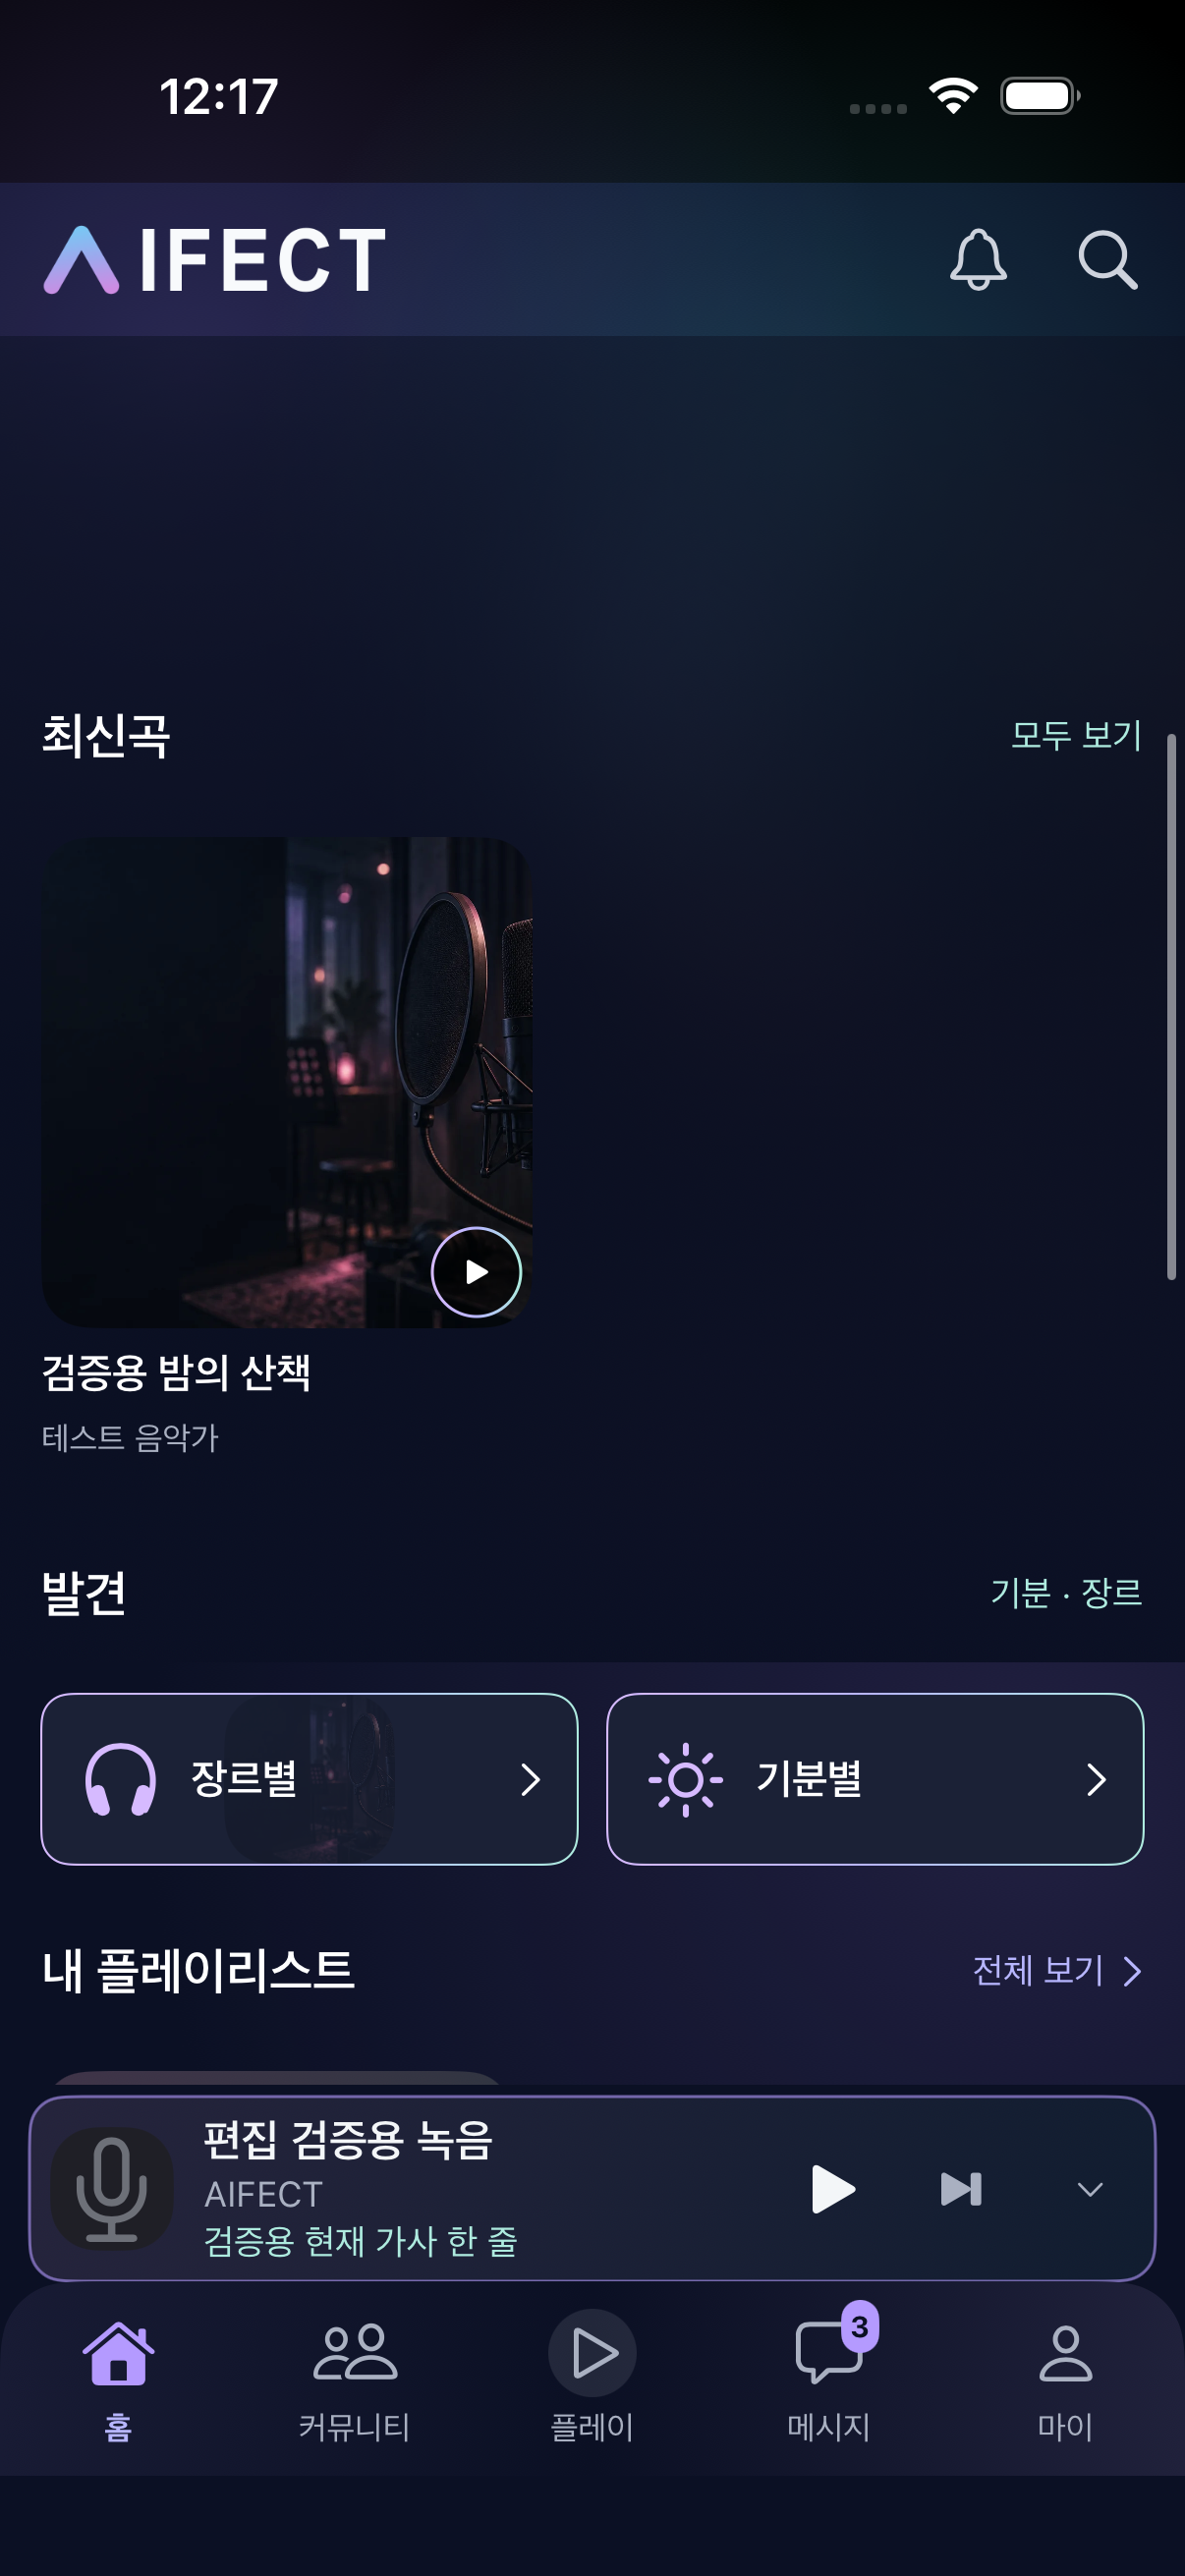 12:17
AIFECT
최신곡
모두 보기
검증용 밤의 산책
테스트 음악가
발견
기분 · 장르
장르별
기분별
내 플레이리스트
전체 보기
편집 검증용 녹음
AIFECT
검증용 현재 가사 한 줄
3
홈
커뮤니티
플레이
메시지
마이